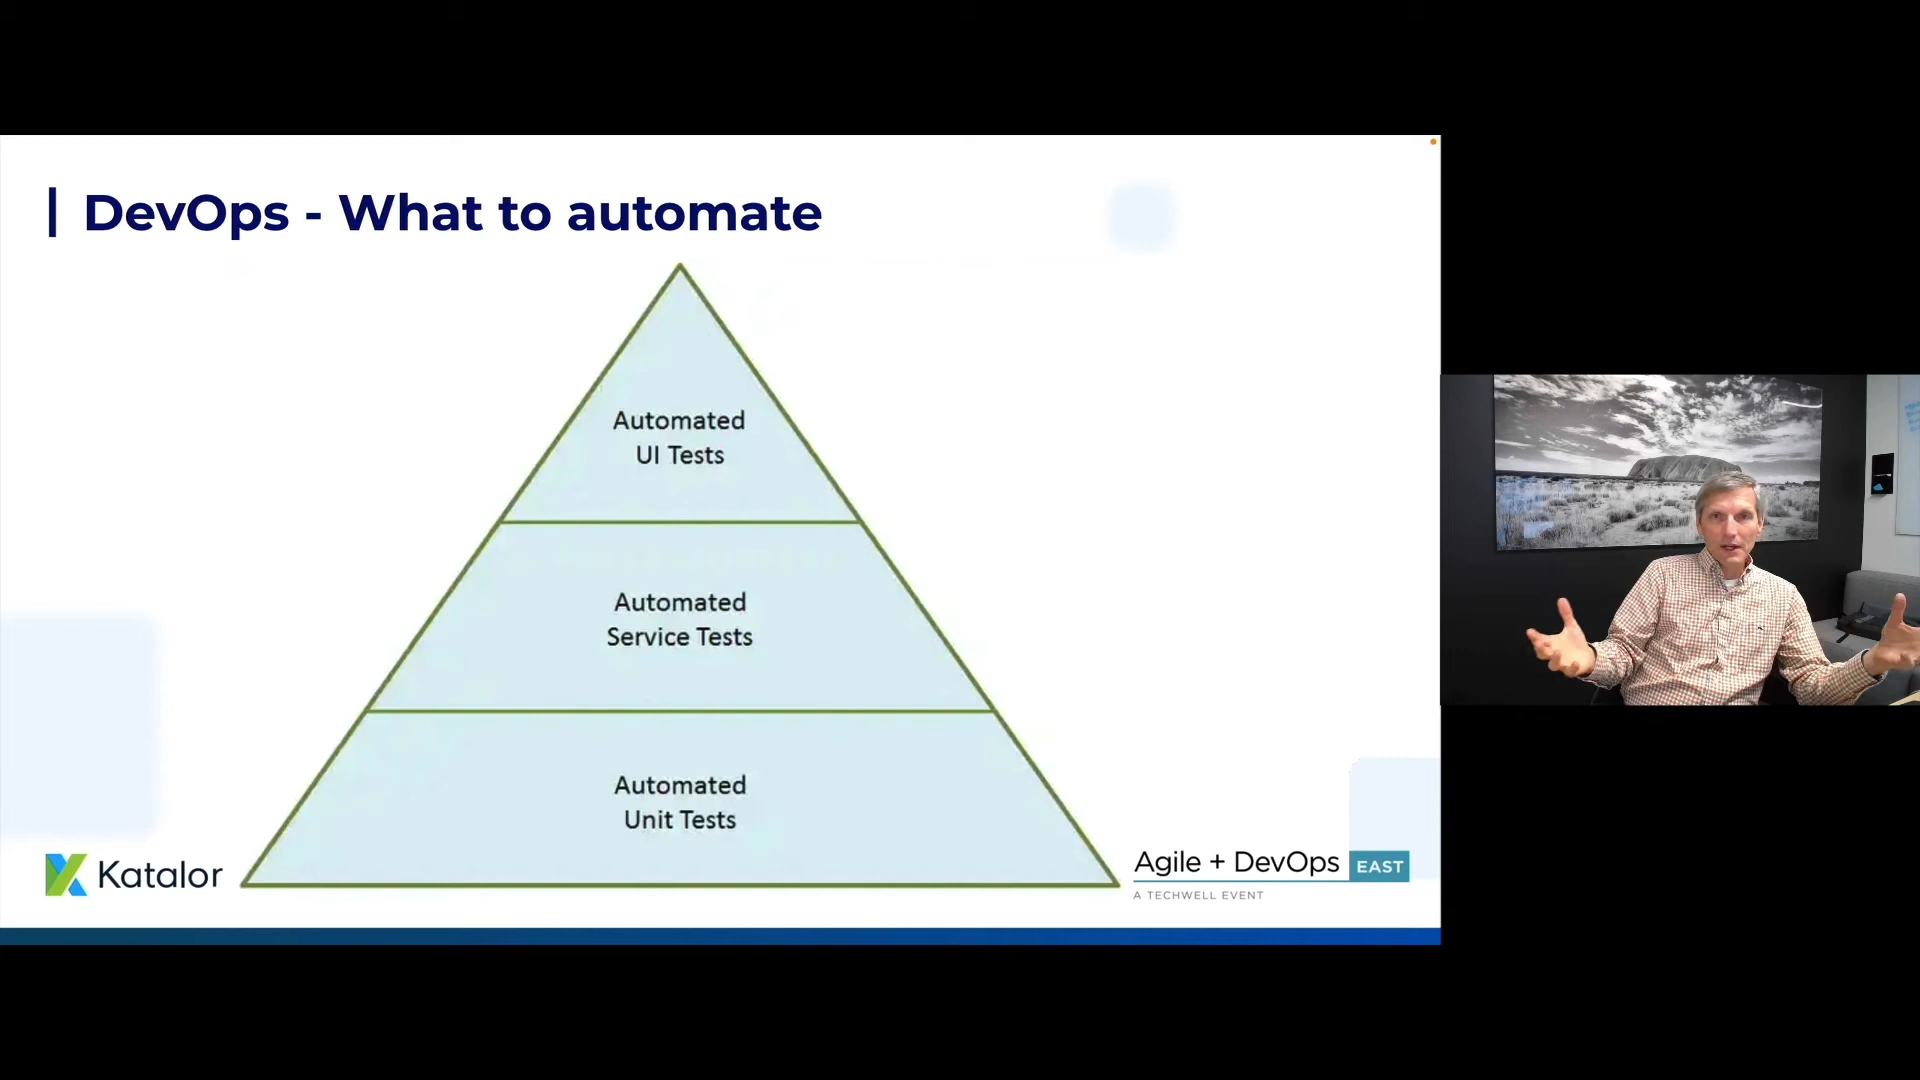 DevOps - What to automate
Automated
UI Tests
Automated
Service Tests
Automated
Unit Tests
Katalor
Agile + DevOps EAST
A TECHWELL EVENT